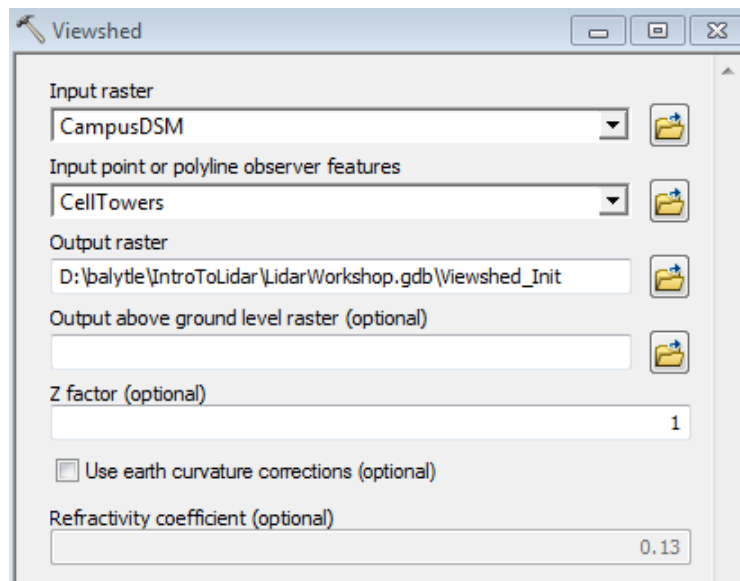 Viewshed
Input raster
CampusDSM
Input point or polyline observer features
CellTowers
Output raster
D:\balytle\IntroToLidar\LidarWorkshop.gdb\Viewshed_Init
Output above ground level raster (optional)
Z factor (optional)
1
Use earth curvature corrections (optional)
Refractivity coefficient (optional)
0.13